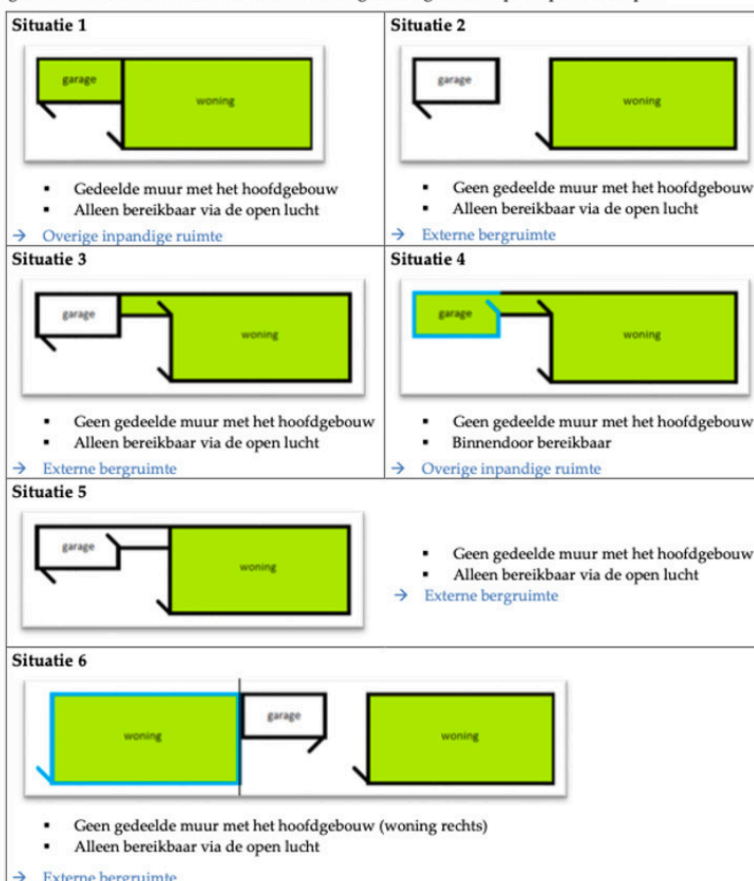 Situatie 1
garage
woning
▪ Gedeelde muur met het hoofdgebouw
▪ Alleen bereikbaar via de open lucht
→ Overige inpandige ruimte
Situatie 2
garage
woning
▪ Geen gedeelde muur met het hoofdgebouw
▪ Alleen bereikbaar via de open lucht
→ Externe bergruimte
Situatie 3
garage
woning
▪ Geen gedeelde muur met het hoofdgebouw
▪ Alleen bereikbaar via de open lucht
→ Externe bergruimte
Situatie 4
garage
woning
▪ Geen gedeelde muur met het hoofdgebouw
▪ Binnendoor bereikbaar
→ Overige inpandige ruimte
Situatie 5
garage
woning
▪ Geen gedeelde muur met het hoofdgebouw
▪ Alleen bereikbaar via de open lucht
→ Externe bergruimte
Situatie 6
woning
garage
woning
▪ Geen gedeelde muur met het hoofdgebouw (woning rechts)
▪ Alleen bereikbaar via de open lucht
→ Externe bergruimte